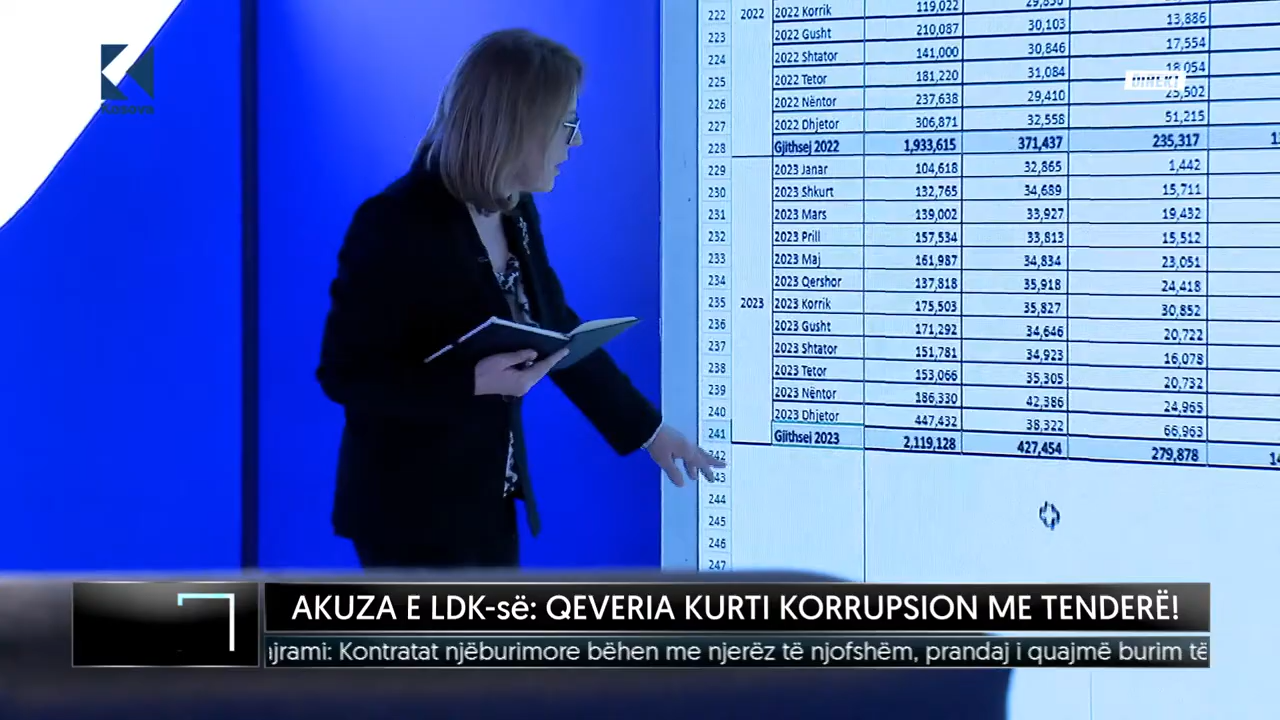 222 2022 2022 Korrik 119,022
223 2022 Gusht 210,087 30,103 13,886
224 2022 Shtator 141,000 30,846 17,554
225 2022 Tetor 181,220 31,084 18,054
DIREKT
226 2022 Nëntor 237,638 29,410 25,502
227 2022 Dhjetor 306,871 32,558 51,215
228 Gjithsej 2022 1,933,615 371,437 235,317
229 2023 Janar 104,618 32,865 1,442
230 2023 Shkurt 132,765 34,689 15,711
231 2023 Mars 139,002 33,927 19,432
232 2023 Prill 157,534 33,813 15,512
233 2023 Maj 161,987 34,834 23,051
234 2023 Qershor 137,818 35,918 24,418
235 2023 2023 Korrik 175,503 35,827 30,852
236 2023 Gusht 171,292 34,646 20,722
237 2023 Shtator 151,781 34,923 16,078
238 2023 Tetor 153,066 35,305 20,732
239 2023 Nëntor 186,330 42,386 24,965
240 2023 Dhjetor 447,432 38,322 66,963
241 Gjithsej 2023 2,119,128 427,454 279,878
242
243
244
245
246
247
AKUZA E LDK-së: QEVERIA KURTI KORRUPSION ME TENDERË!
ajrami: Kontratat njëburimore bëhen me njerëz të njofshëm, prandaj i quajmë burim të